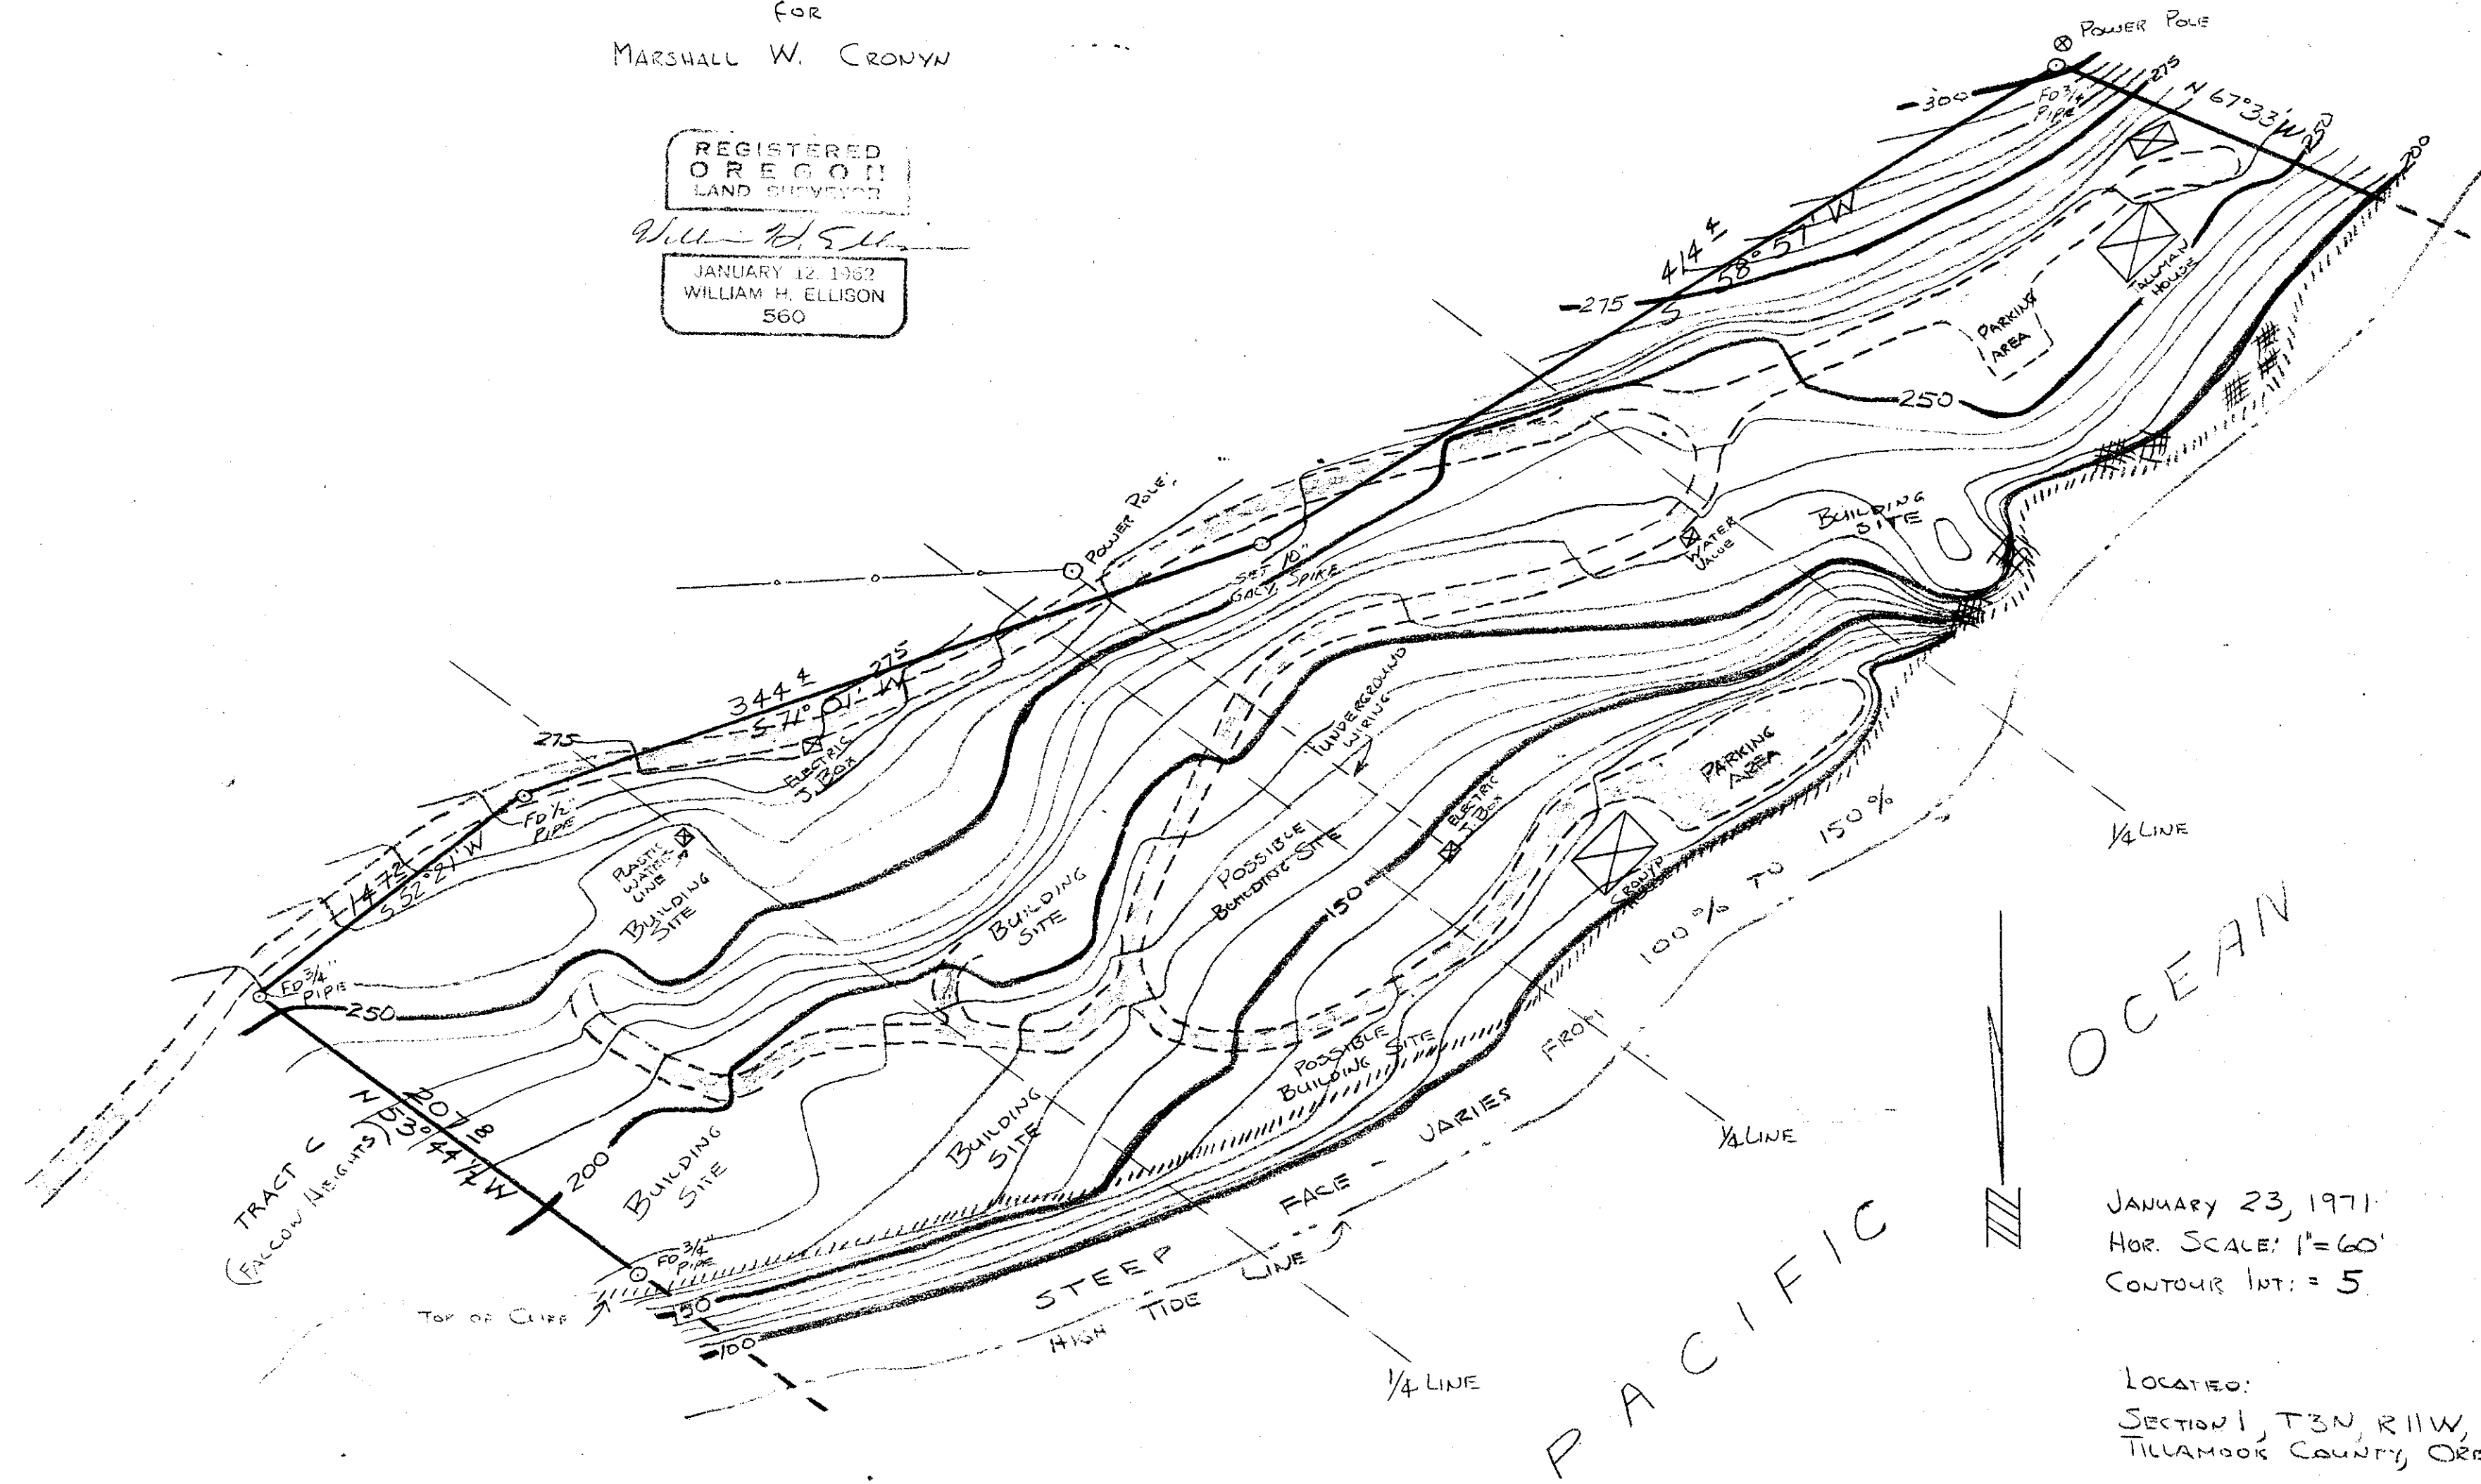 FOR
MARSHALL W. CRONYN
REGISTERED
OREGON
LAND SURVEYOR
JANUARY 12, 1962
WILLIAM H. ELLISON
560
POWER POLE
300
FD 3/4"
PIPE
275
N 67°33'W
250
200
414±
S 58°57'W
275
ALLMAN
HOUSE
PARKING
AREA
250
BUILDING
SITE
WATER
VALVE
POWER POLE
SET 10"
GALV. SPIKE
344±
S 71° 01' W
275
275
ELECTRIC
J. BOX
UNDERGROUND
WIRING
PARKING
AREA
ELECTRIC
J. BOX
FD 1/2"
PIPE
147±
S 52°21'W
PLASTIC
WATER
LINE
BUILDING
SITE
BUILDING
SITE
POSSIBLE
BUILDING SITE
150
CRONYN
HOUSE
FD 3/4"
PIPE
250
POSSIBLE
BUILDING SITE
BUILDING
SITE
BUILDING
SITE
200
TRACT C
(FALCON HEIGHTS)
N 53°44'½ W
FD 3/4"
PIPE
TOP OF CLIFF
100
STEEP FACE - VARIES FROM 100% TO 150%
HIGH TIDE LINE
1/4 LINE
1/4 LINE
1/4 LINE
PACIFIC OCEAN
JANUARY 23, 1971
HOR. SCALE: 1"=60'
CONTOUR INT: = 5
LOCATED:
SECTION 1, T3N, R11W,
TILLAMOOK COUNTY, ORE